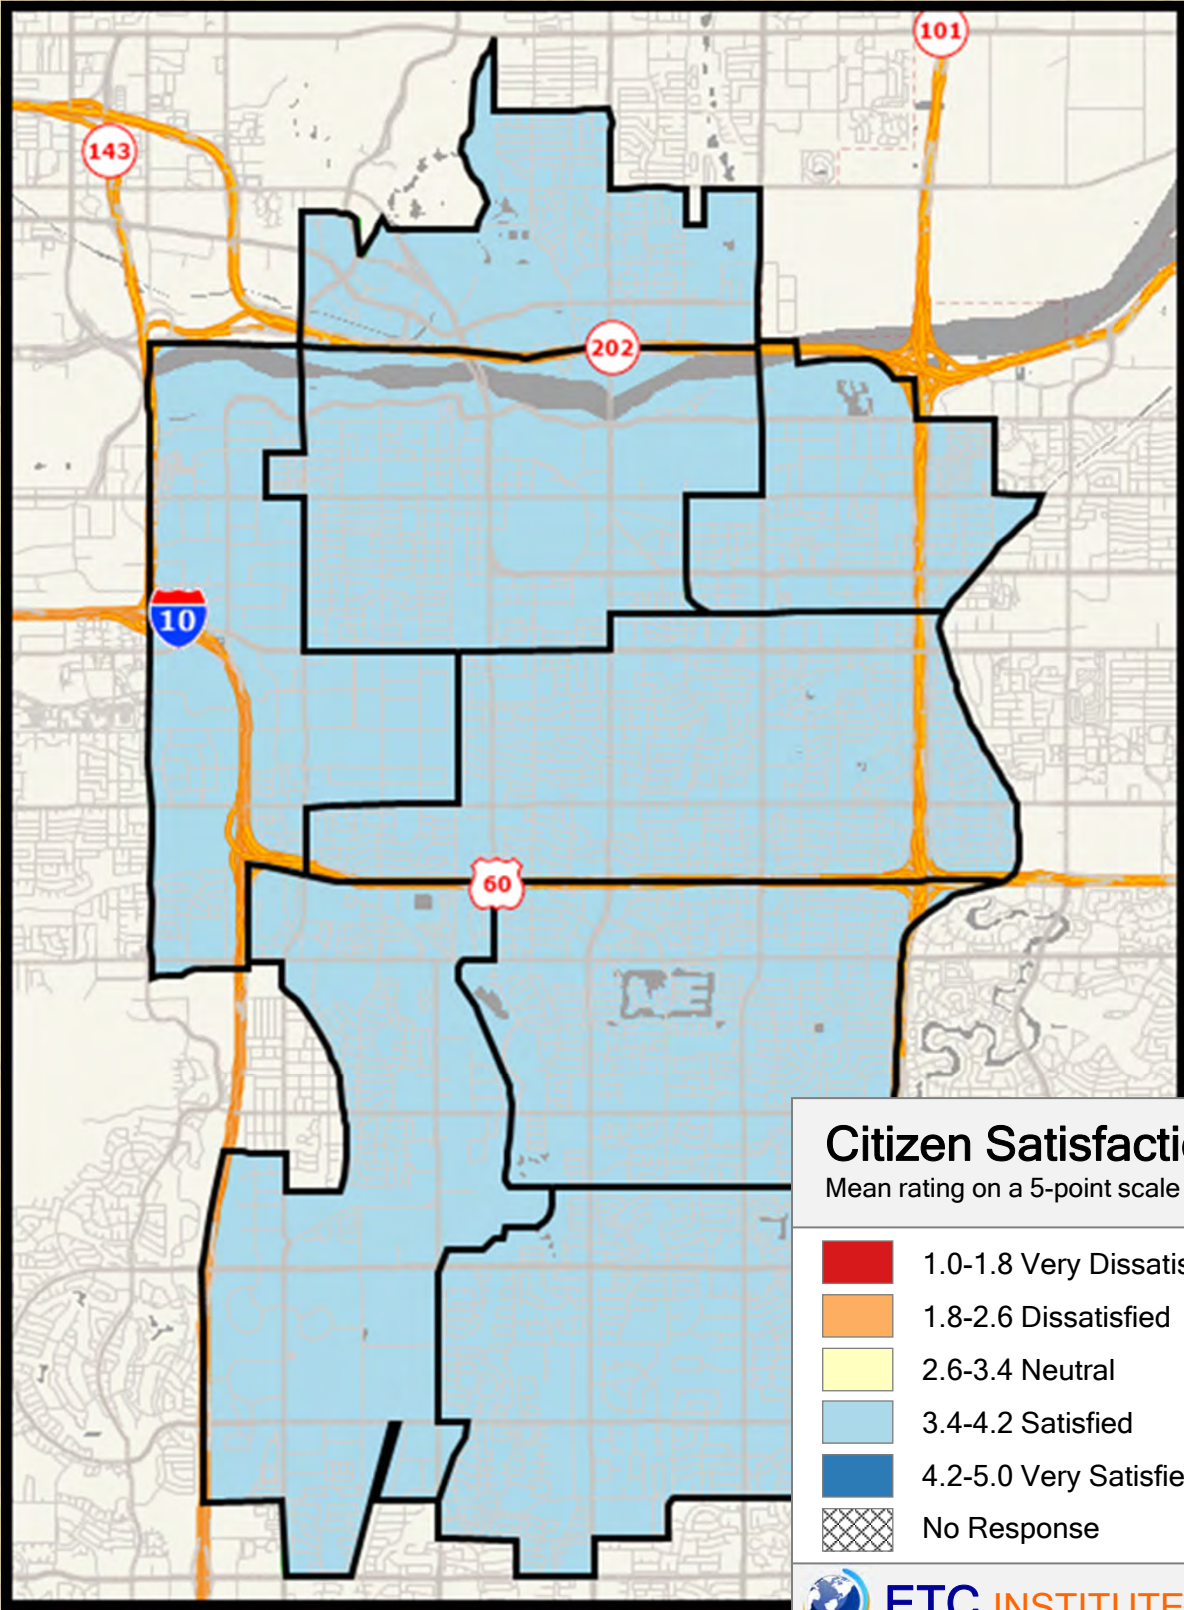 101
143
202
10
60
Citizen Satisfacti
Mean rating on a 5-point scale
1.0-1.8 Very Dissatis
1.8-2.6 Dissatisfied
2.6-3.4 Neutral
3.4-4.2 Satisfied
4.2-5.0 Very Satisfie
No Response
ETC INSTITUTE